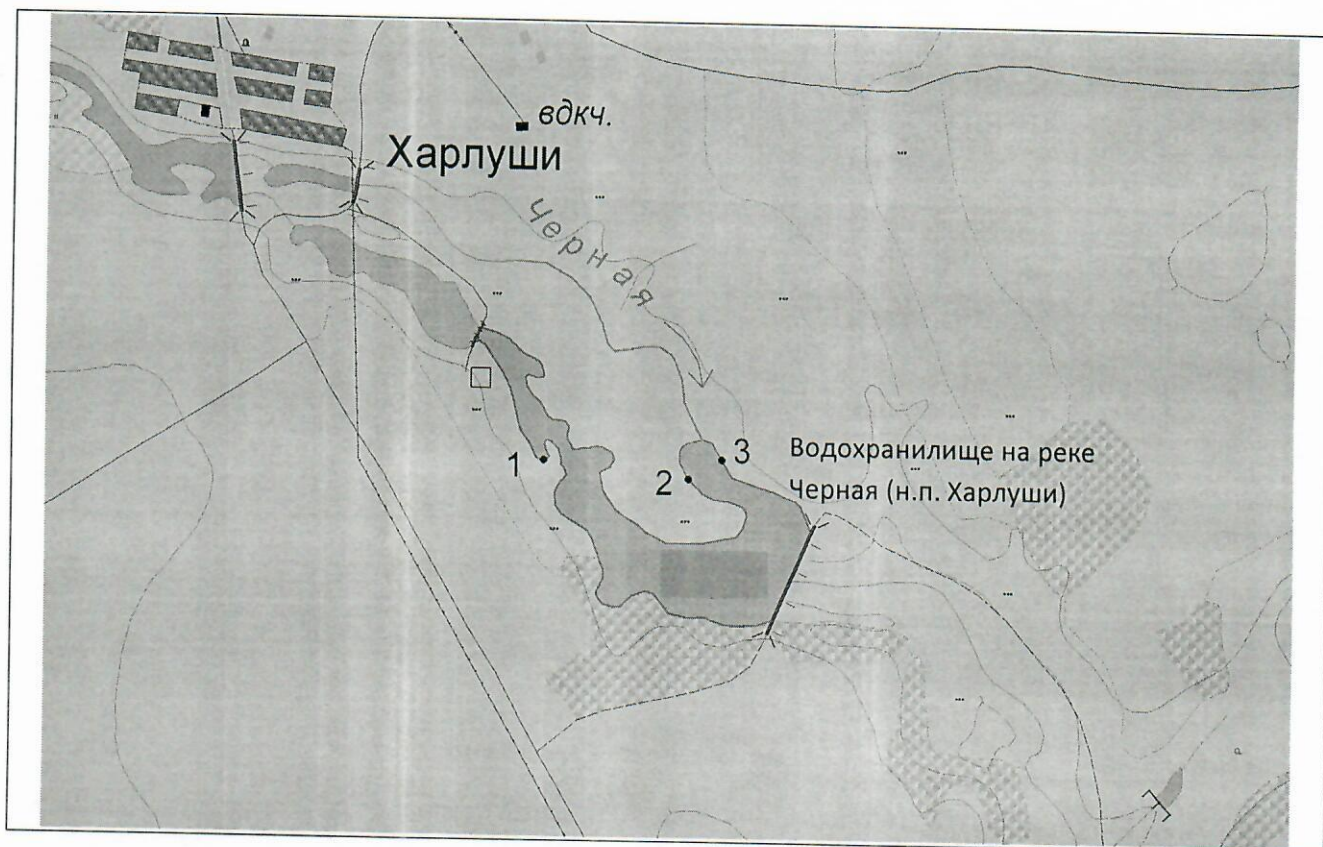 вдкч.
Харлуши
Черная
1
2
3
Водохранилище на реке
Черная (н.п. Харлуши)